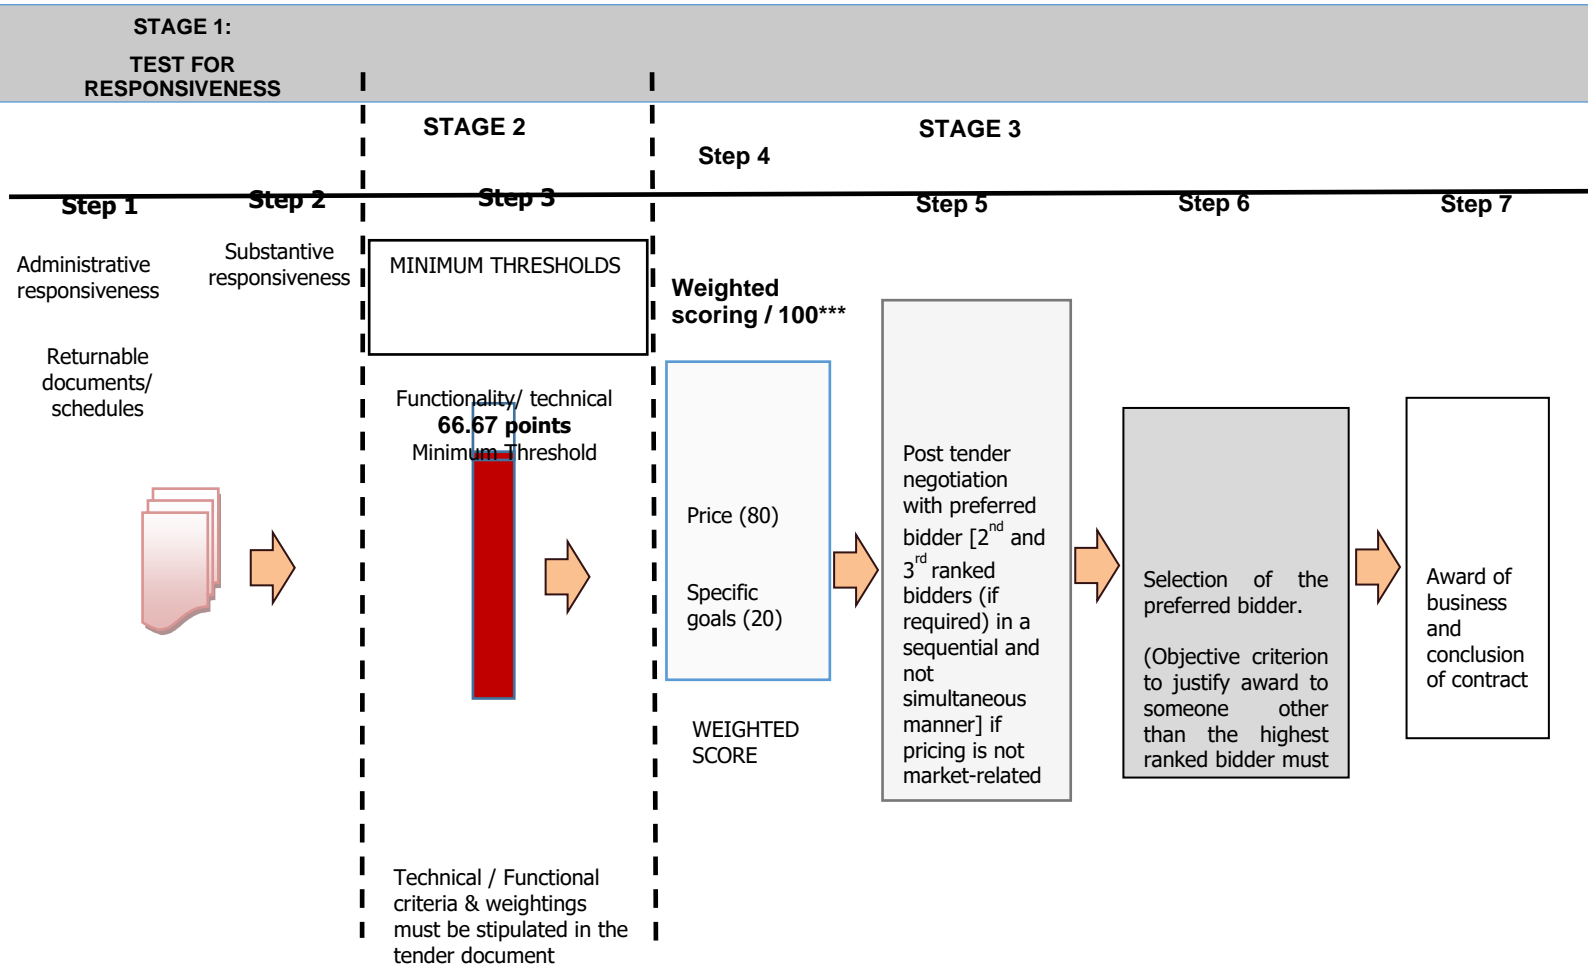 STAGE 1:
TEST FOR
RESPONSIVENESS
STAGE 2
STAGE 3
Step 4
Step 1
Step 2
Step 3
Step 5
Step 6
Step 7
Administrative
responsiveness
Substantive
responsiveness
MINIMUM THRESHOLDS
Weighted
scoring / 100***
Returnable
documents/
schedules
Functionality/ technical
66.67 points
Minimum Threshold
Price (80)
Specific
goals (20)
WEIGHTED
SCORE
Post tender
negotiation
with preferred
bidder [2nd and
3rd ranked
bidders (if
required) in a
sequential and
not
simultaneous
manner] if
pricing is not
market-related
Selection of the
preferred bidder.
(Objective criterion
to justify award to
someone other
than the highest
ranked bidder must
Award of
business
and
conclusion
of contract
Technical / Functional
criteria & weightings
must be stipulated in the
tender document